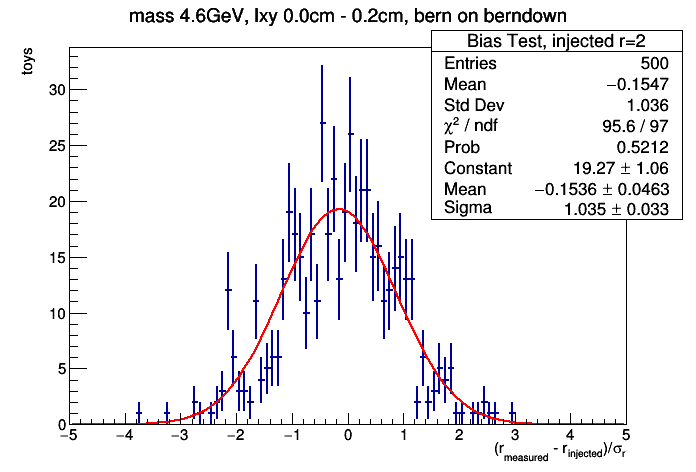 mass 4.6GeV, lxy 0.0cm - 0.2cm, bern on berndown
Bias Test, injected r=2
Entries 500
Mean −0.1547
Std Dev 1.036
χ² / ndf 95.6 / 97
Prob 0.5212
Constant 19.27 ± 1.06
Mean −0.1536 ± 0.0463
Sigma 1.035 ± 0.033
toys
30
25
20
15
10
5
0
−5 −4 −3 −2 −1 0 1 2 3 4 5
(r_measured - r_injected)/σ_r